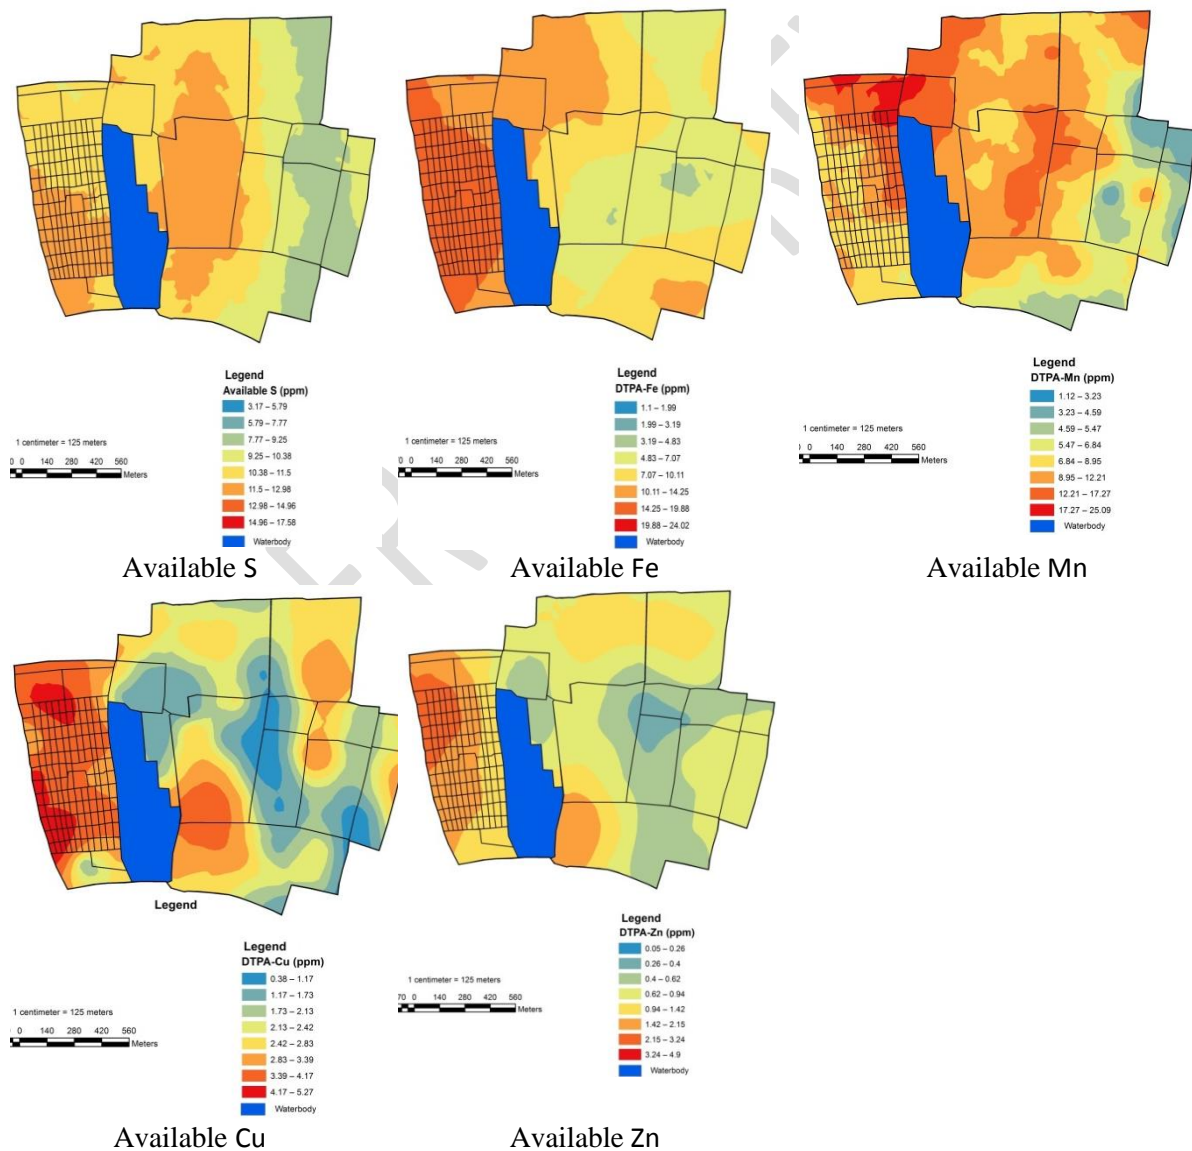 Legend
Available S (ppm)
3.17 – 5.79
5.79 – 7.77
7.77 – 9.25
9.25 – 10.38
10.38 – 11.5
11.5 – 12.98
12.98 – 14.96
14.96 – 17.58
Waterbody
1 centimeter = 125 meters
0 0 140 280 420 560
Meters
Available S
Legend
DTPA-Fe (ppm)
1.1 – 1.99
1.99 – 3.19
3.19 – 4.83
4.83 – 7.07
7.07 – 10.11
10.11 – 14.25
14.25 – 19.88
19.88 – 24.02
Waterbody
1 centimeter = 125 meters
0 0 140 280 420 560
Meters
Available Fe
Legend
DTPA-Mn (ppm)
1.12 – 3.23
3.23 – 4.59
4.59 – 5.47
5.47 – 6.84
6.84 – 8.95
8.95 – 12.21
12.21 – 17.27
17.27 – 25.09
Waterbody
1 centimeter = 125 meters
0 0 140 280 420 560
Meters
Available Mn
Legend
Legend
DTPA-Cu (ppm)
0.38 – 1.17
1.17 – 1.73
1.73 – 2.13
2.13 – 2.42
2.42 – 2.83
2.83 – 3.39
3.39 – 4.17
4.17 – 5.27
Waterbody
1 centimeter = 125 meters
0 0 140 280 420 560
Meters
Available Cu
Legend
DTPA-Zn (ppm)
0.05 – 0.26
0.26 – 0.4
0.4 – 0.62
0.62 – 0.94
0.94 – 1.42
1.42 – 2.15
2.15 – 3.24
3.24 – 4.9
Waterbody
1 centimeter = 125 meters
70 0 140 280 420 560
Meters
Available Zn